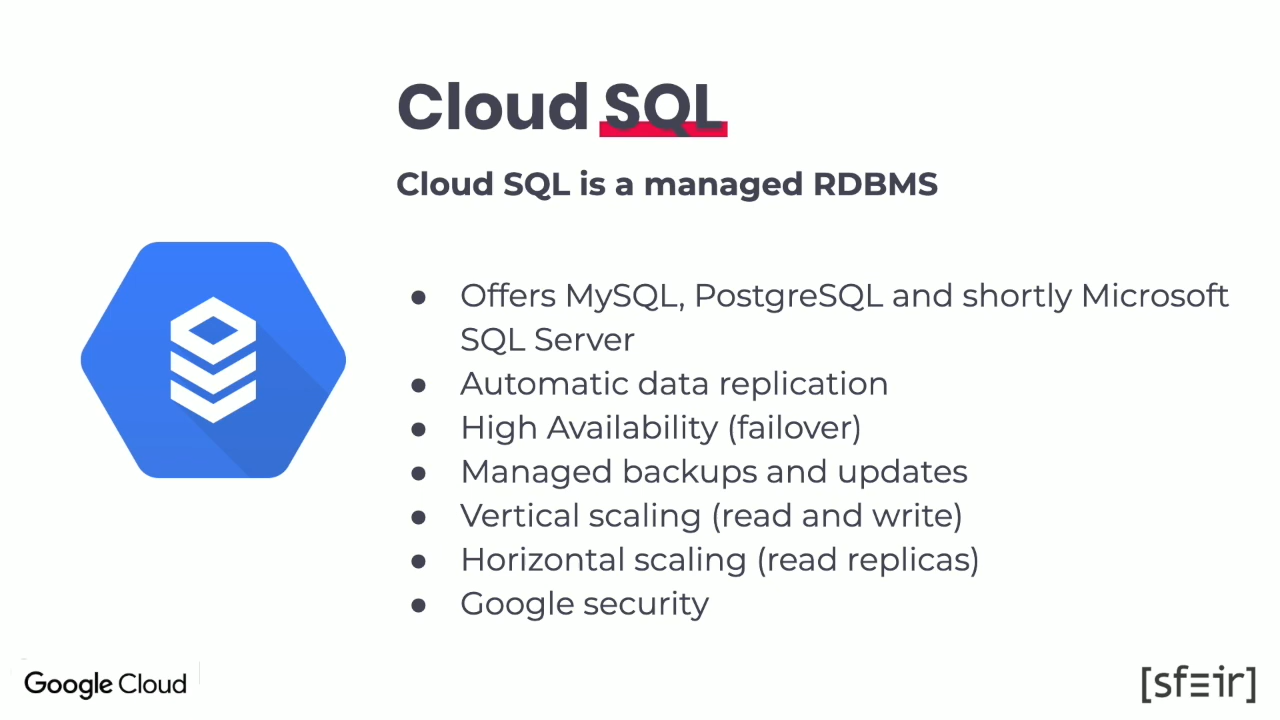 Cloud SQL
Cloud SQL is a managed RDBMS
● Offers MySQL, PostgreSQL and shortly Microsoft
SQL Server
● Automatic data replication
● High Availability (failover)
● Managed backups and updates
● Vertical scaling (read and write)
● Horizontal scaling (read replicas)
● Google security
Google Cloud
[sfeir]